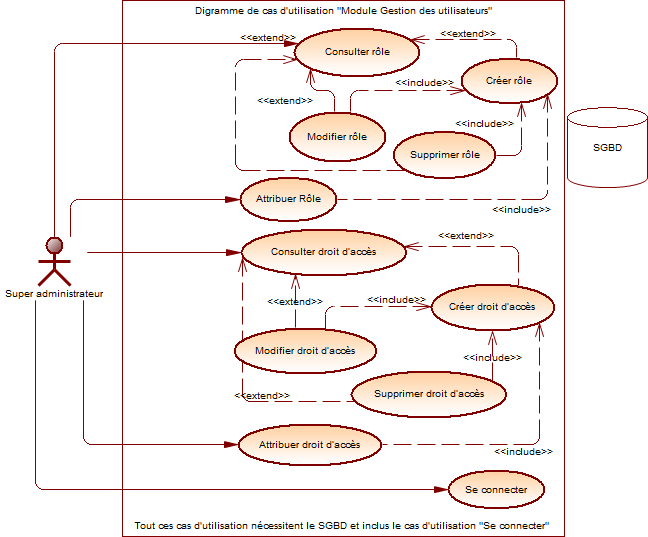 Digramme de cas d'utilisation "Module Gestion des utilisateurs"
<<extend>>
<<extend>>
Consulter rôle
Créer rôle
<<include>>
<<extend>>
<<include>>
Modifier rôle
Supprimer rôle
SGBD
Attribuer Rôle
<<include>>
<<extend>>
Consulter droit d'accès
Super administrateur
<<extend>>
<<include>>
Créer droit d'accès
Modifier droit d'accès
<<include>>
Supprimer droit d'accès
<<extend>>
Attribuer droit d'accès
<<include>>
Se connecter
Tout ces cas d'utilisation nécessitent le SGBD et inclus le cas d'utilisation "Se connecter"